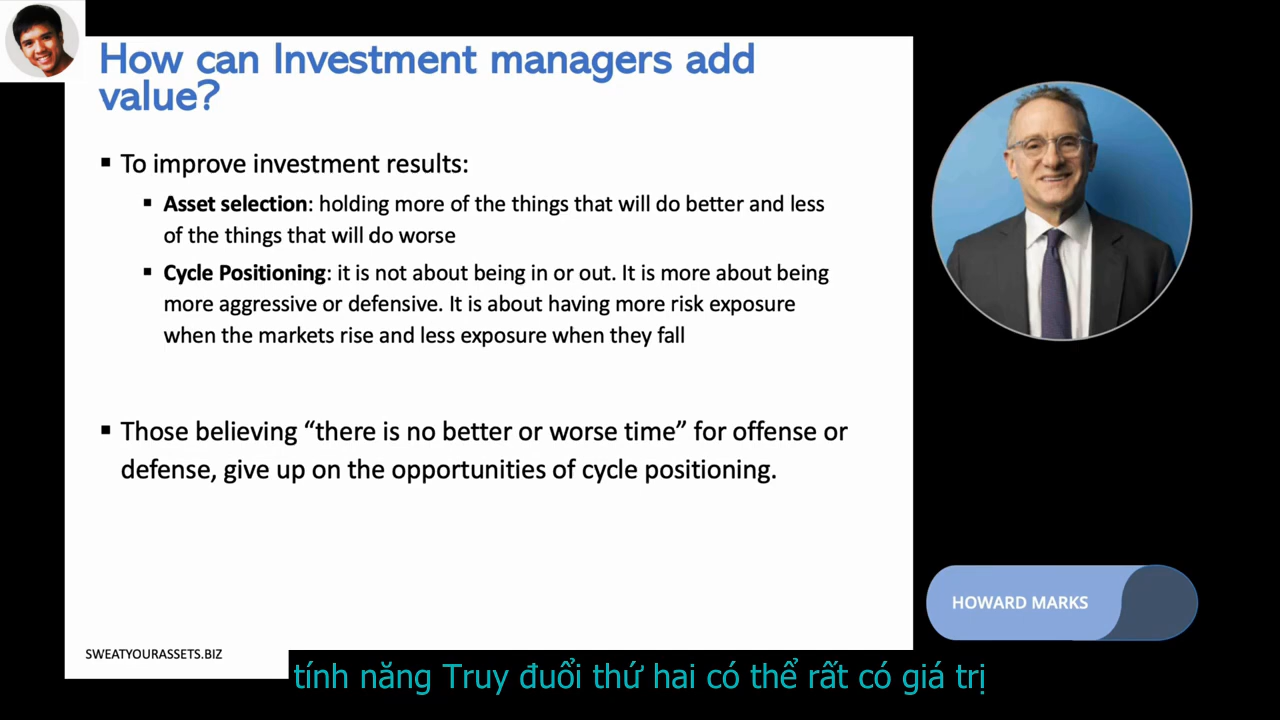 How can Investment managers add
value?
▪ To improve investment results:
▪ Asset selection: holding more of the things that will do better and less
of the things that will do worse
▪ Cycle Positioning: it is not about being in or out. It is more about being
more aggressive or defensive. It is about having more risk exposure
when the markets rise and less exposure when they fall
▪ Those believing “there is no better or worse time” for offense or
defense, give up on the opportunities of cycle positioning.
HOWARD MARKS
SWEATYOURASSETS.BIZ
tính năng Truy đuổi thứ hai có thể rất có giá trị